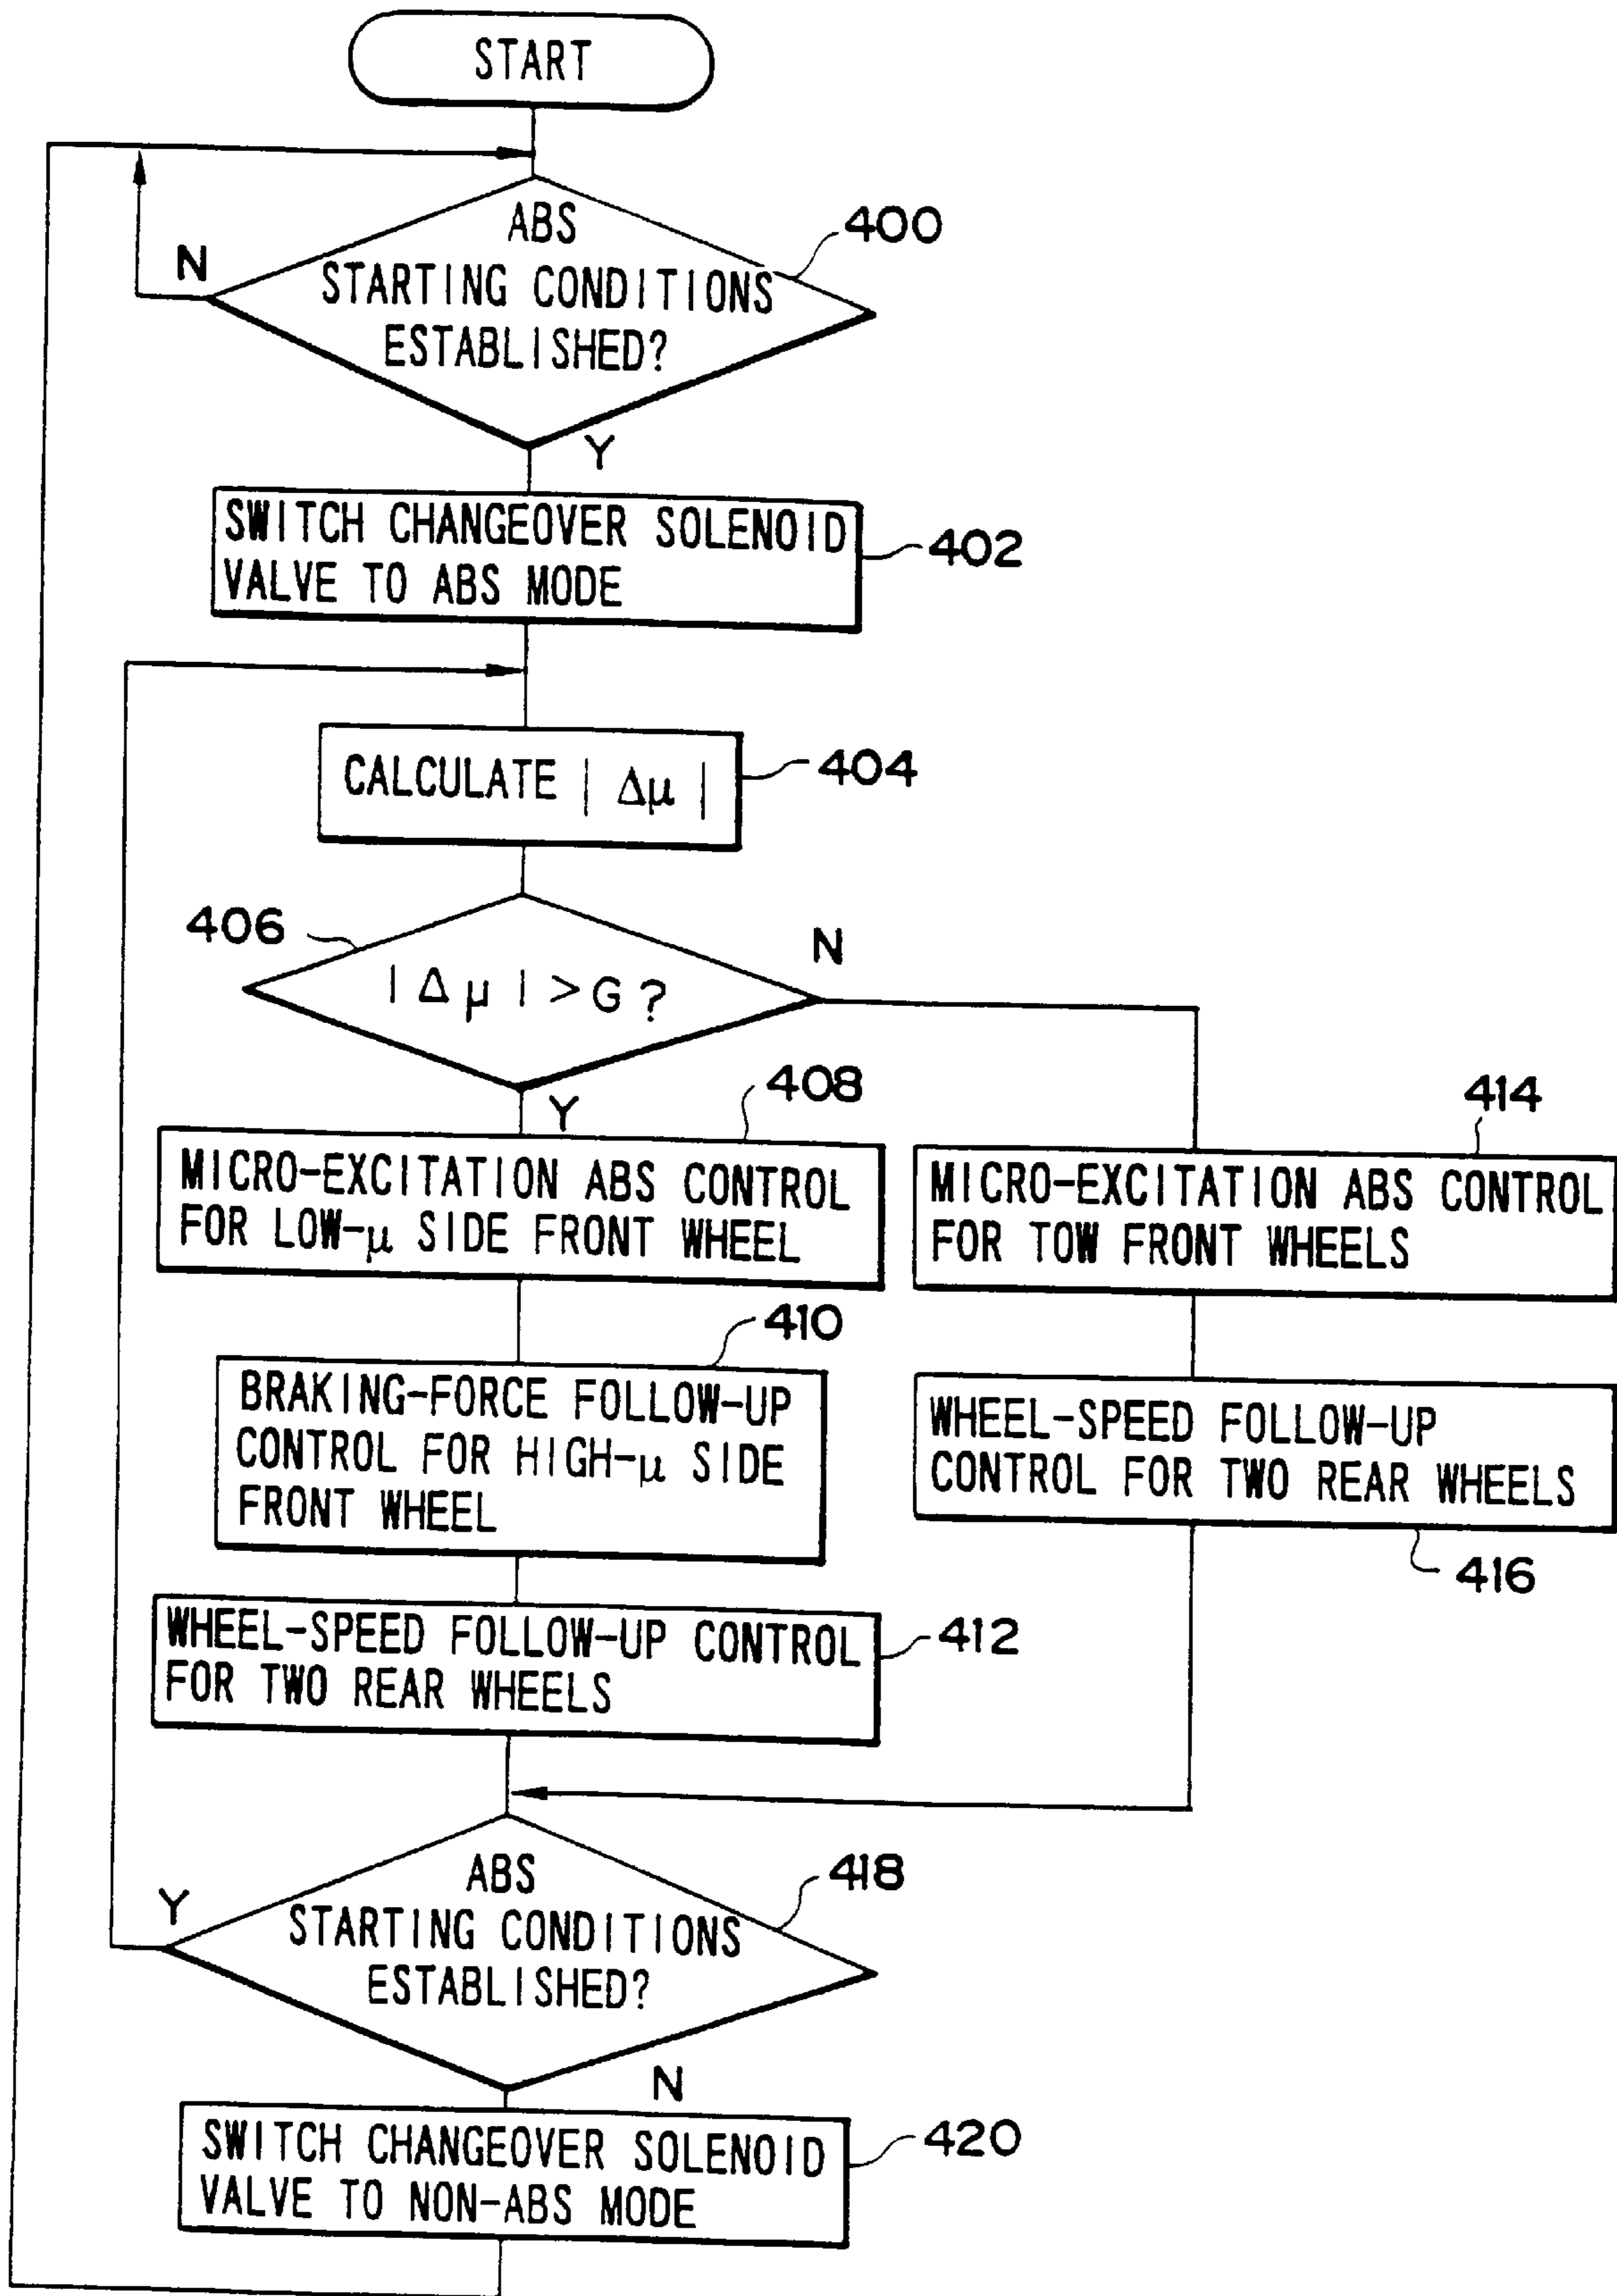 START
400
N
ABS
STARTING CONDITIONS
ESTABLISHED?
Y
SWITCH CHANGEOVER SOLENOID
VALVE TO ABS MODE
402
CALCULATE | Δμ |
404
406
| Δ μ | > G ?
N
Y
408
MICRO-EXCITATION ABS CONTROL
FOR LOW-μ SIDE FRONT WHEEL
414
MICRO-EXCITATION ABS CONTROL
FOR TOW FRONT WHEELS
410
BRAKING-FORCE FOLLOW-UP
CONTROL FOR HIGH-μ SIDE
FRONT WHEEL
WHEEL-SPEED FOLLOW-UP
CONTROL FOR TWO REAR WHEELS
416
WHEEL-SPEED FOLLOW-UP CONTROL
FOR TWO REAR WHEELS
412
Y
ABS
STARTING CONDITIONS
ESTABLISHED?
418
N
SWITCH CHANGEOVER SOLENOID
VALVE TO NON-ABS MODE
420